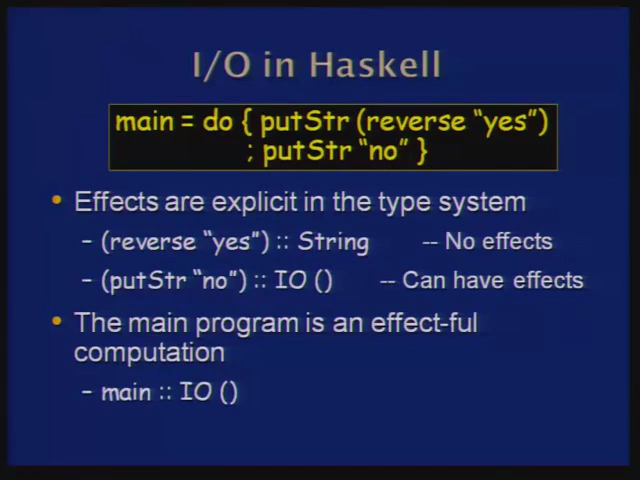 I/O in Haskell
main = do { putStr (reverse “yes”)
; putStr “no” }
• Effects are explicit in the type system
– (reverse “yes”) :: String -- No effects
– (putStr “no”) :: IO () -- Can have effects
• The main program is an effect-ful
computation
– main :: IO ()